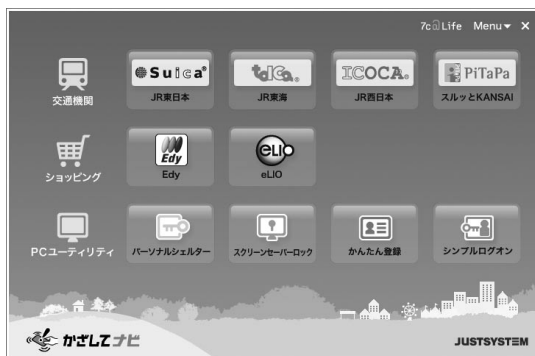 7caLife Menu▼ ×
Suica®
TOICa。
ICOCA。
PiTaPa
交通機関
JR東日本
JR東海
JR西日本
スルッとKANSAI
Edy
eLIO
ショッピング
Edy
eLIO
PCユーティリティ
パーソナルシェルター
スクリーンセーバーロック
かんたん登録
シンプルログオン
かざしてナビ
JUSTSYSTEM